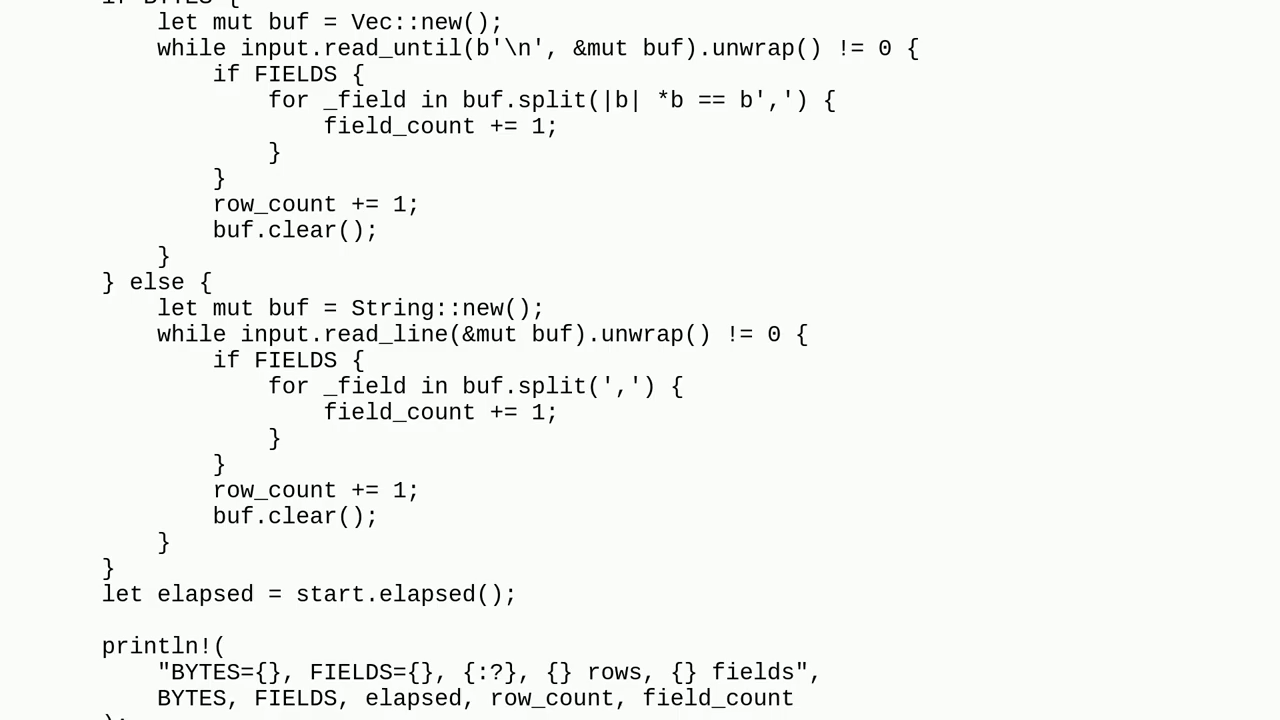 if BYTES {
let mut buf = Vec::new();
while input.read_until(b'\n', &mut buf).unwrap() != 0 {
if FIELDS {
for _field in buf.split(|b| *b == b',') {
field_count += 1;
}
}
row_count += 1;
buf.clear();
}
} else {
let mut buf = String::new();
while input.read_line(&mut buf).unwrap() != 0 {
if FIELDS {
for _field in buf.split(',') {
field_count += 1;
}
}
row_count += 1;
buf.clear();
}
}
let elapsed = start.elapsed();
println!(
"BYTES={}, FIELDS={}, {:?}, {} rows, {} fields",
BYTES, FIELDS, elapsed, row_count, field_count
);